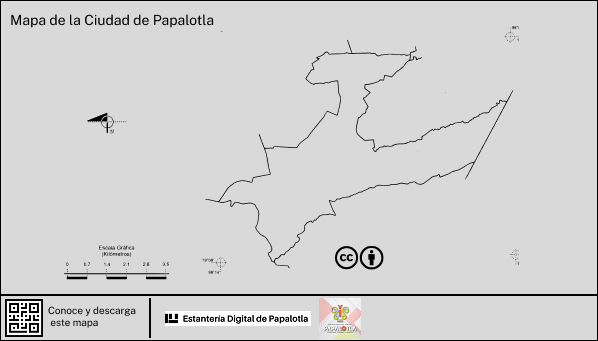 Mapa de la Ciudad de Papalotla
Escala Gráfica
(Kilómetros)
0 0.7 1.4 2.1 2.8 3.5
cc
Conoce y descarga
este mapa
Estantería Digital de Papalotla
PAPALOTLA